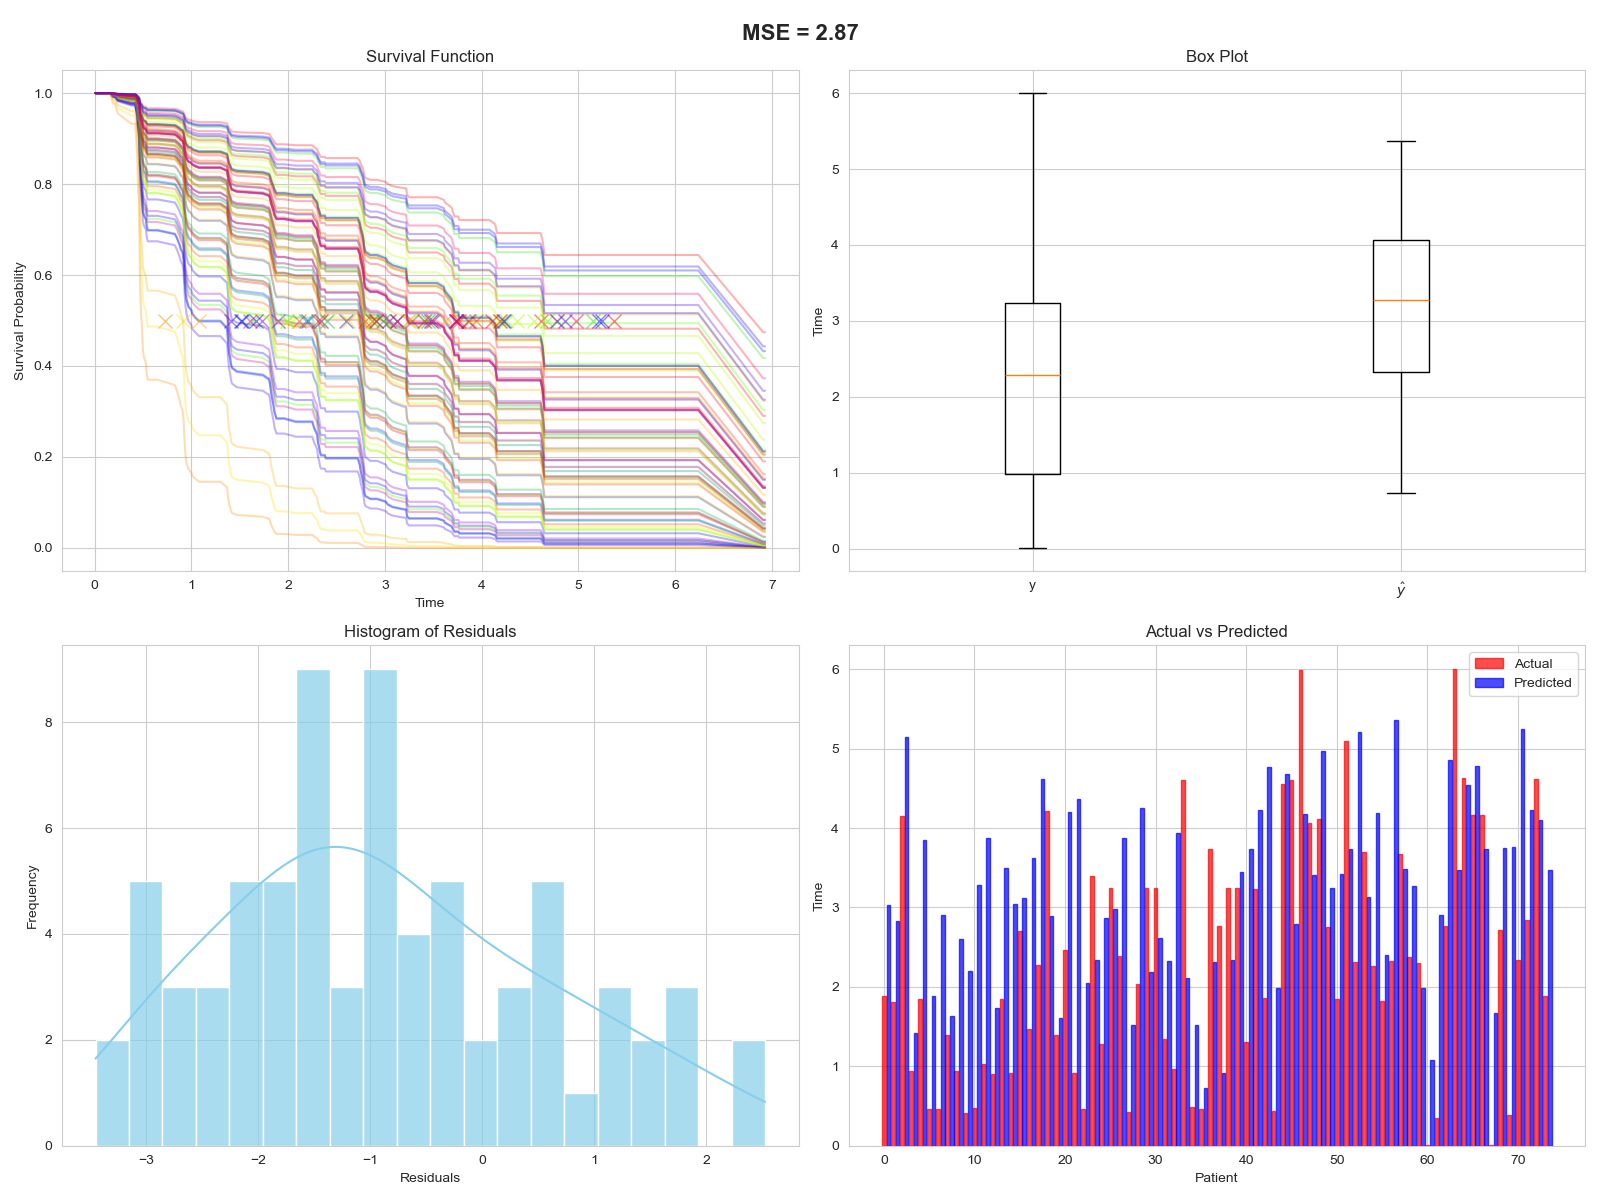 MSE = 2.87
Survival Function
Survival Probability
1.0
0.8
0.6
0.4
0.2
0.0
0 1 2 3 4 5 6 7
Time
Box Plot
Time
6
5
4
3
2
1
0
y ŷ
Histogram of Residuals
Frequency
8
6
4
2
0
−3 −2 −1 0 1 2
Residuals
Actual vs Predicted
Actual
Predicted
Time
6
5
4
3
2
1
0
0 10 20 30 40 50 60 70
Patient